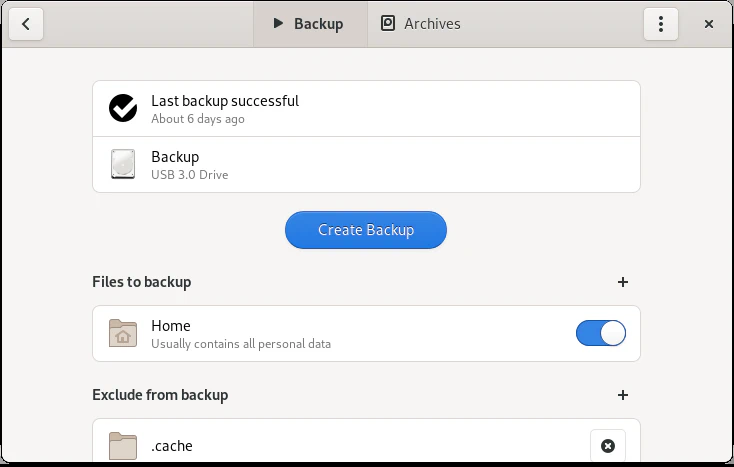 Backup
Archives
Last backup successful
About 6 days ago
Backup
USB 3.0 Drive
Create Backup
Files to backup
Home
Usually contains all personal data
Exclude from backup
.cache